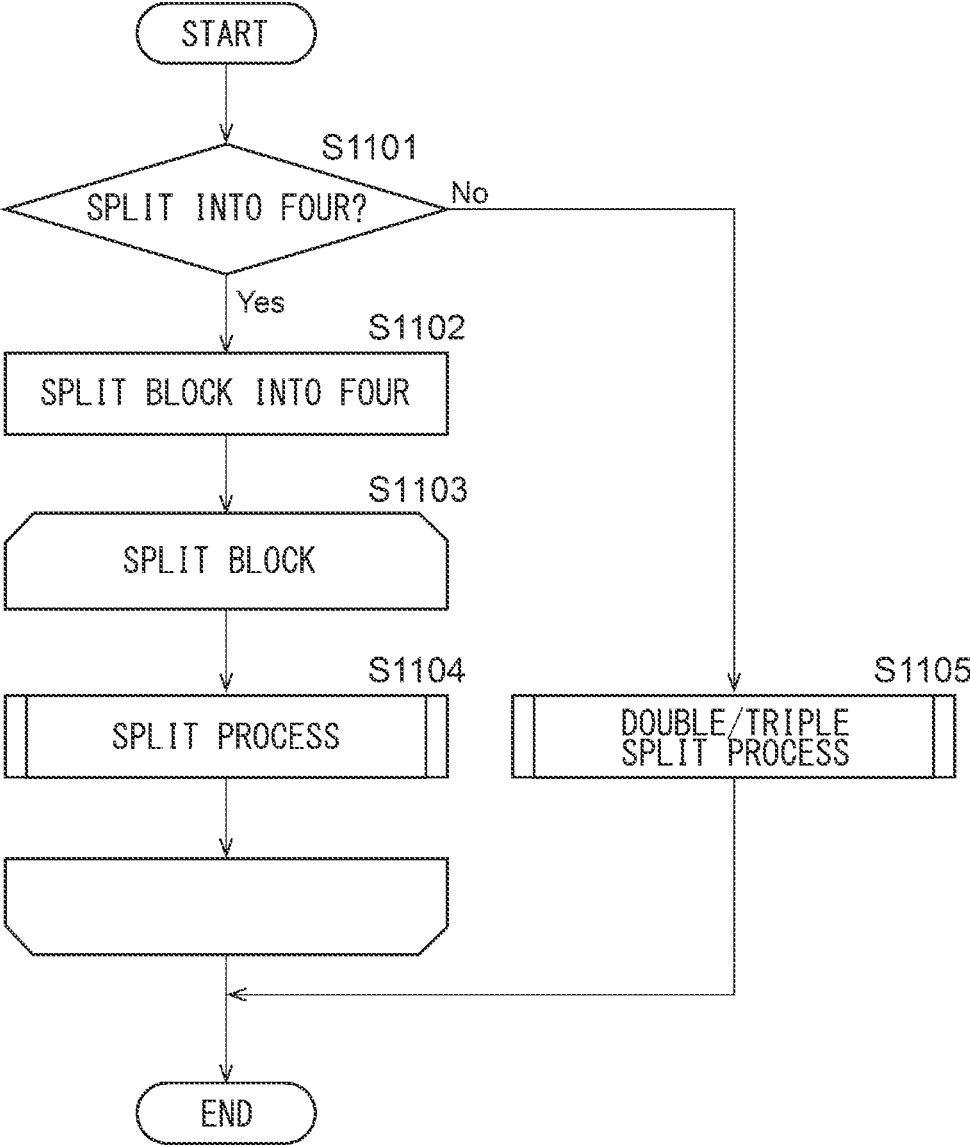 START
S1101
SPLIT INTO FOUR?
No
Yes
S1102
SPLIT BLOCK INTO FOUR
S1103
SPLIT BLOCK
S1104
SPLIT PROCESS
S1105
DOUBLE/TRIPLE
SPLIT PROCESS
END